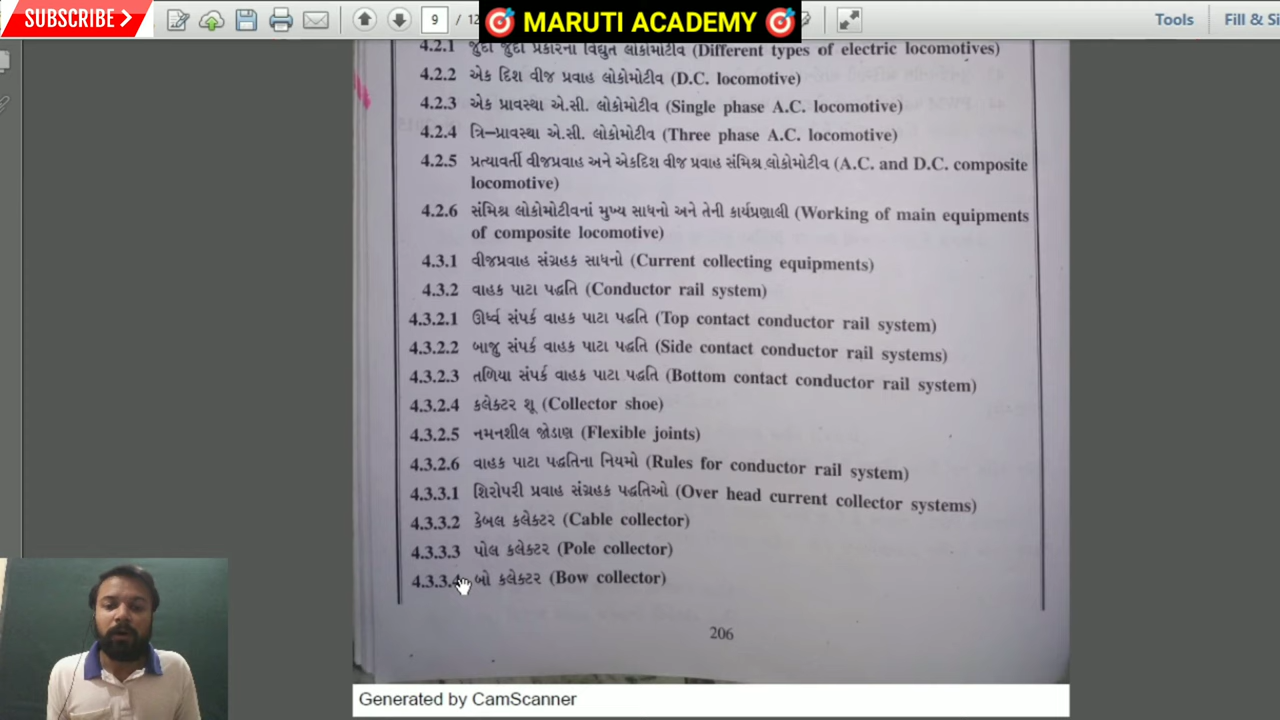 SUBSCRIBE
9 / 12
MARUTI ACADEMY
Tools
Fill & Si
4.2.1 જુદા જુદા પ્રકારના વિદ્યુત લોકોમોટીવ (Different types of electric locomotives)
4.2.2 એક દિશ વીજ પ્રવાહ લોકોમોટીવ (D.C. locomotive)
4.2.3 એક પ્રાવસ્થા એ.સી. લોકોમોટીવ (Single phase A.C. locomotive)
4.2.4 ત્રિ–પ્રાવસ્થા એ.સી. લોકોમોટીવ (Three phase A.C. locomotive)
4.2.5 પ્રત્યાવર્તી વીજપ્રવાહ અને એકદિશ વીજ પ્રવાહ સંમિશ્ર લોકોમોટીવ (A.C. and D.C. composite
locomotive)
4.2.6 સંમિશ્ર લોકોમોટીવનાં મુખ્ય સાધનો અને તેની કાર્યપ્રણાલી (Working of main equipments
of composite locomotive)
4.3.1 વીજપ્રવાહ સંગ્રહક સાધનો (Current collecting equipments)
4.3.2 વાહક પાટા પદ્ધતિ (Conductor rail system)
4.3.2.1 ઊર્ધ્વ સંપર્ક વાહક પાટા પદ્ધતિ (Top contact conductor rail system)
4.3.2.2 બાજુ સંપર્ક વાહક પાટા પદ્ધતિ (Side contact conductor rail systems)
4.3.2.3 તળિયા સંપર્ક વાહક પાટા પદ્ધતિ (Bottom contact conductor rail system)
4.3.2.4 કલેક્ટર શૂ (Collector shoe)
4.3.2.5 નમનશીલ જોડાણ (Flexible joints)
4.3.2.6 વાહક પાટા પદ્ધતિના નિયમો (Rules for conductor rail system)
4.3.3.1 શિરોપરી પ્રવાહ સંગ્રહક પદ્ધતિઓ (Over head current collector systems)
4.3.3.2 કેબલ કલેક્ટર (Cable collector)
4.3.3.3 પોલ કલેક્ટર (Pole collector)
4.3.3.4 બો કલેક્ટર (Bow collector)
206
Generated by CamScanner